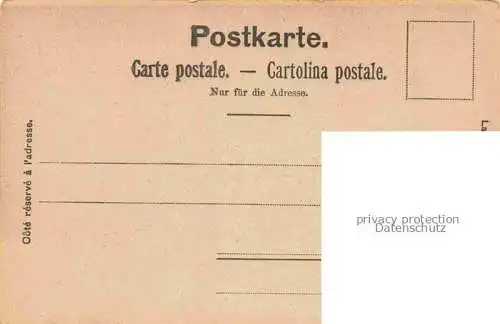 Postkarte.
Carte postale. — Cartolina postale.
Nur für die Adresse.
Côté réservé à l'adresse.
privacy protection
Datenschutz